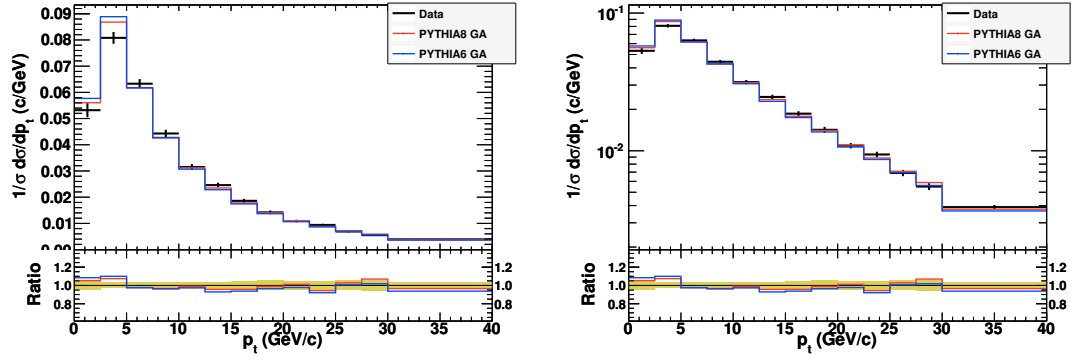 Data
PYTHIA8 GA
PYTHIA6 GA
1/σ dσ/dp_t (c/GeV)
0.09
0.08
0.07
0.06
0.05
0.04
0.03
0.02
0.01
0.00
Ratio
1.2
1.0
0.8
1.2
1.0
0.8
0 5 10 15 20 25 30 35 40
p_t (GeV/c)
Data
PYTHIA8 GA
PYTHIA6 GA
1/σ dσ/dp_t (c/GeV)
10^-1
10^-2
Ratio
1.2
1.0
0.8
1.2
1.0
0.8
0 5 10 15 20 25 30 35 40
p_t (GeV/c)